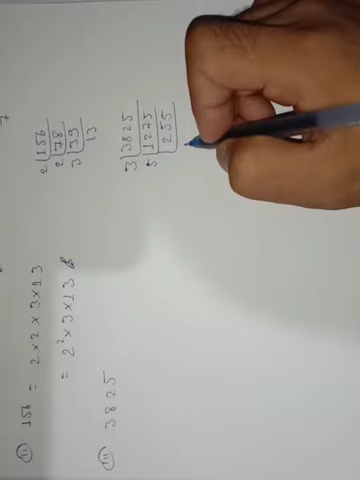 (ii) 156 = 2 × 2 × 3 × 13
= 2² × 3 × 13
2 | 156
2 | 78
3 | 39
13
(iii) 3825
3 | 3825
5 | 1275
255